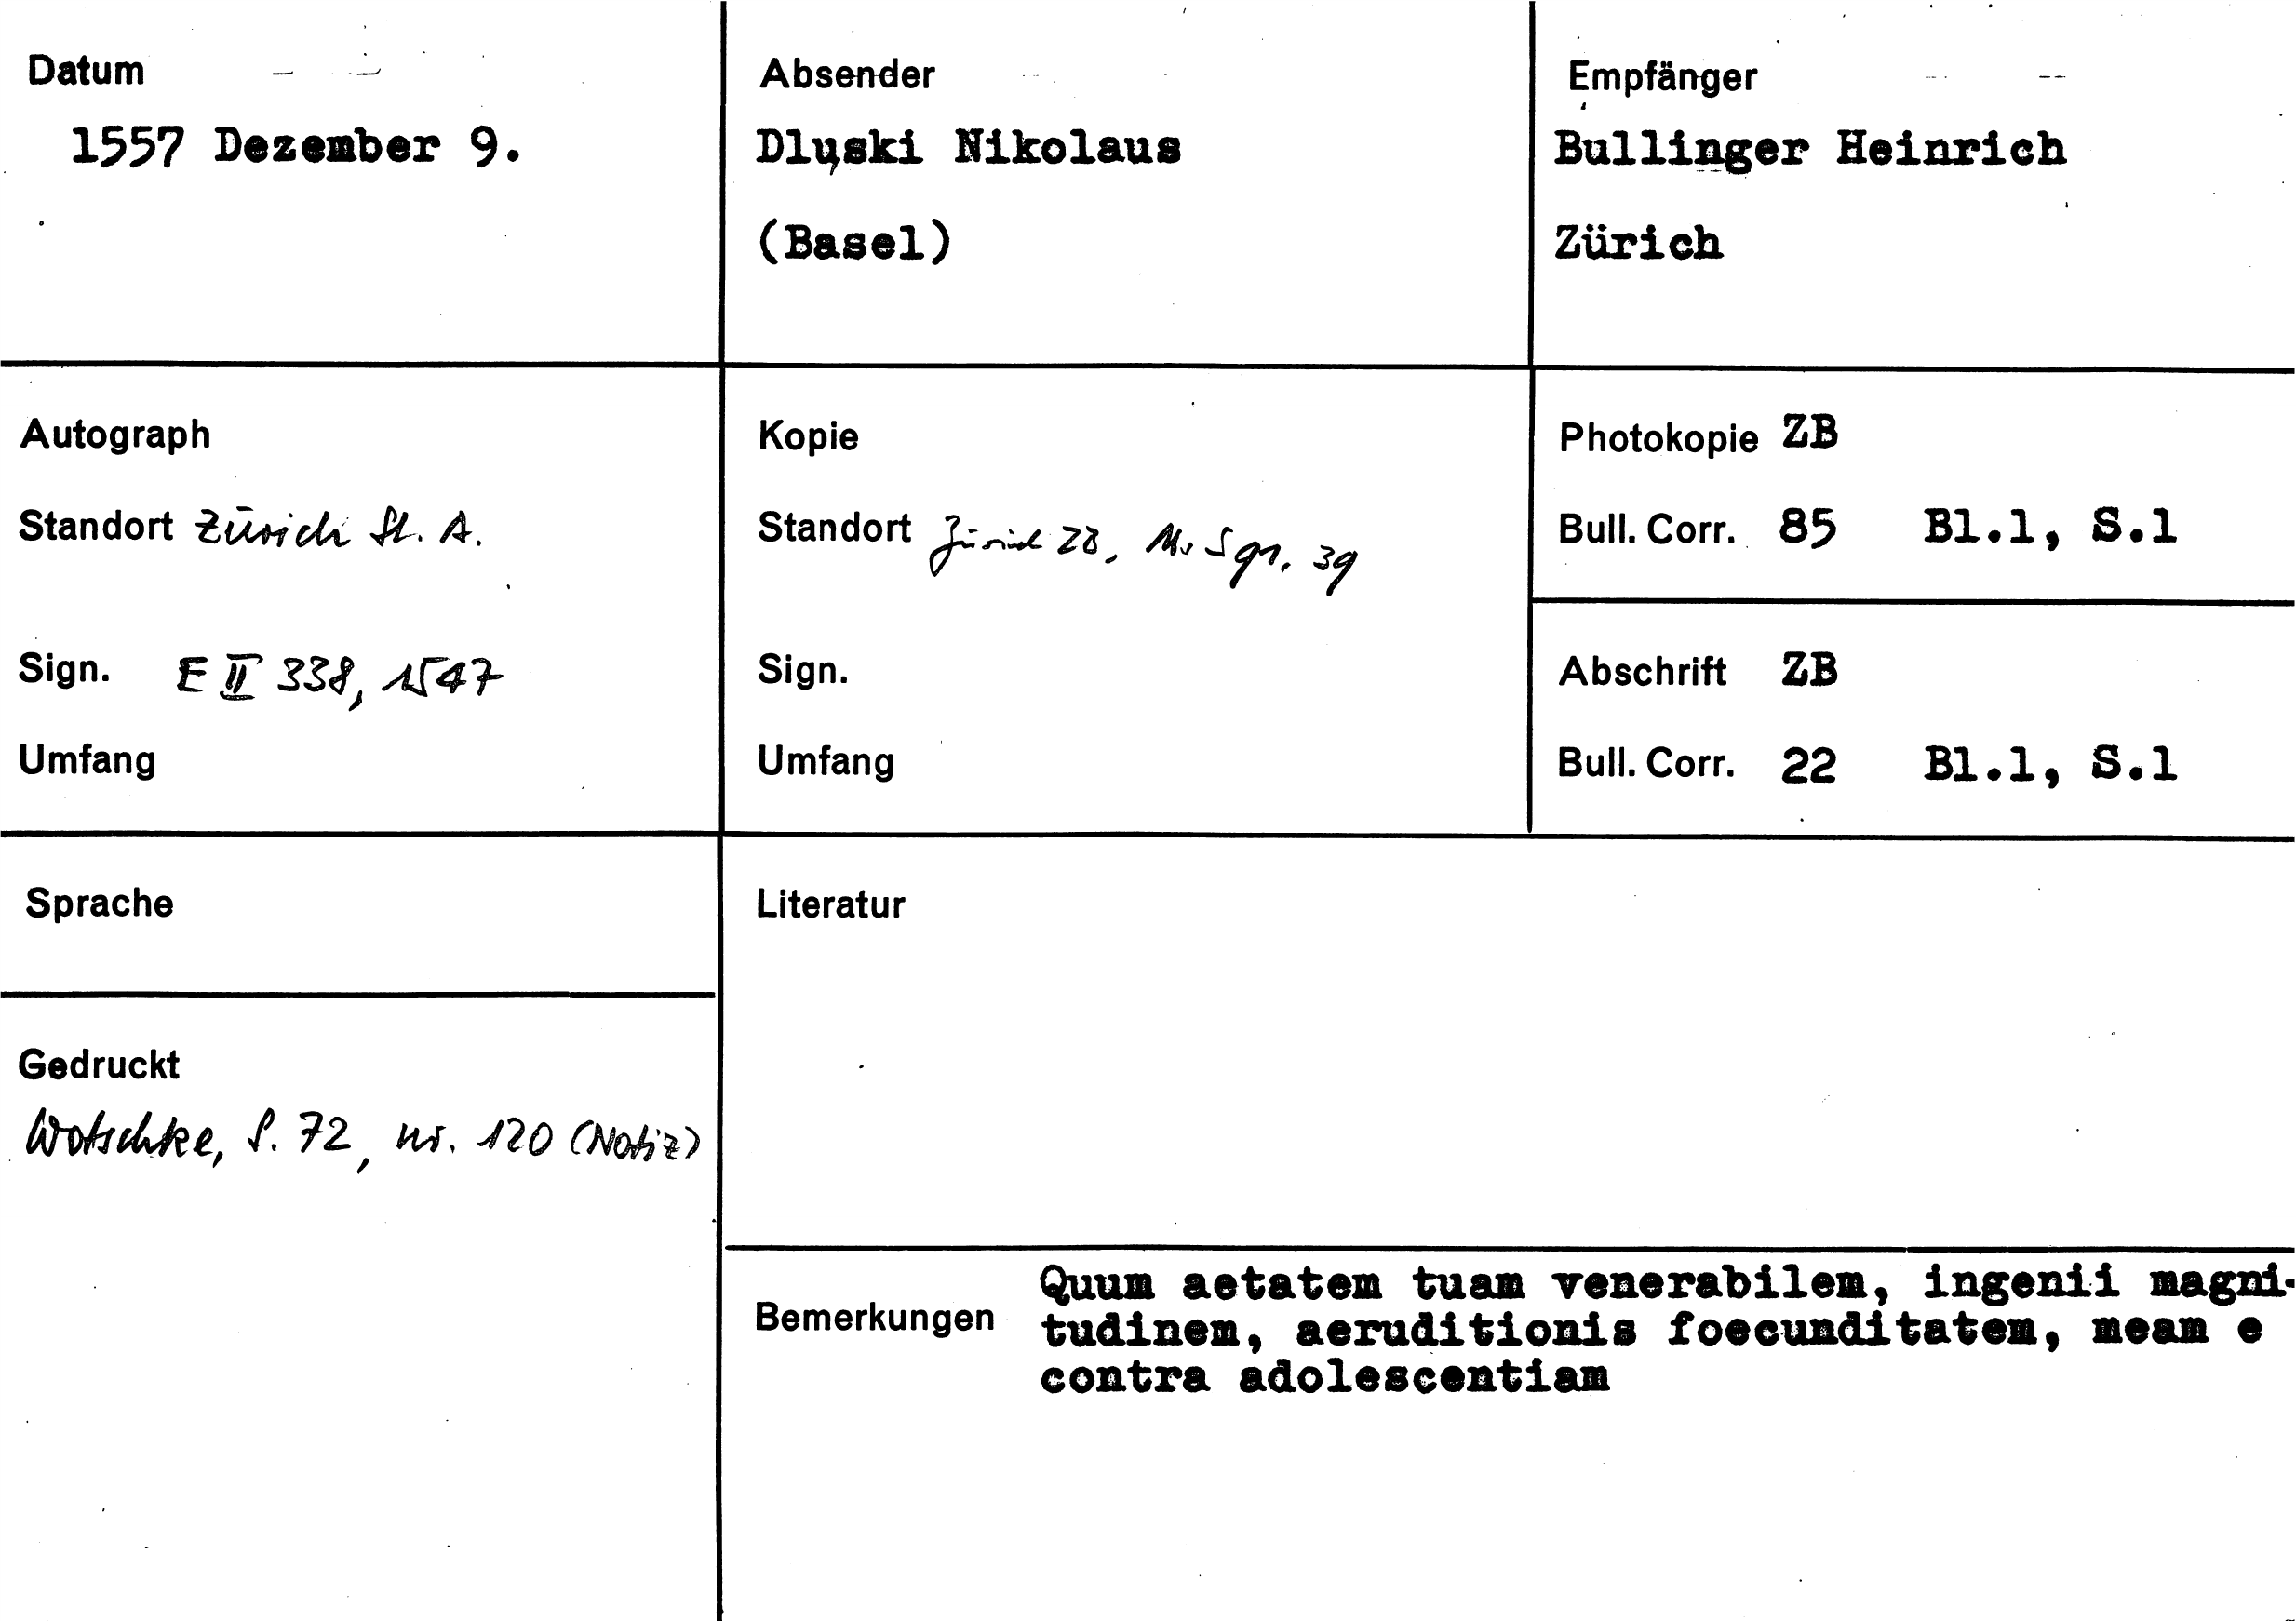 Datum
1557 Dezember 9.
Absender
Dlųski Nikolaus
(Basel)
Empfänger
Bullinger Heinrich
Zürich
Autograph
Standort Zürich St. A.
Sign. E II 338, 1547
Umfang
Kopie
Standort Zürich ZB, Ms S 91, 39
Sign.
Umfang
Photokopie ZB
Bull. Corr. 85 Bl.1, S.1
Abschrift ZB
Bull. Corr. 22 Bl.1, S.1
Sprache
Gedruckt
Wotschke, S. 72, nr. 120 (Notiz)
Literatur
Bemerkungen
Quum aetatem tuam venerabilem, ingenii magni-
tudinem, aeruditionis foecunditatem, meam e
contra adolescentiam